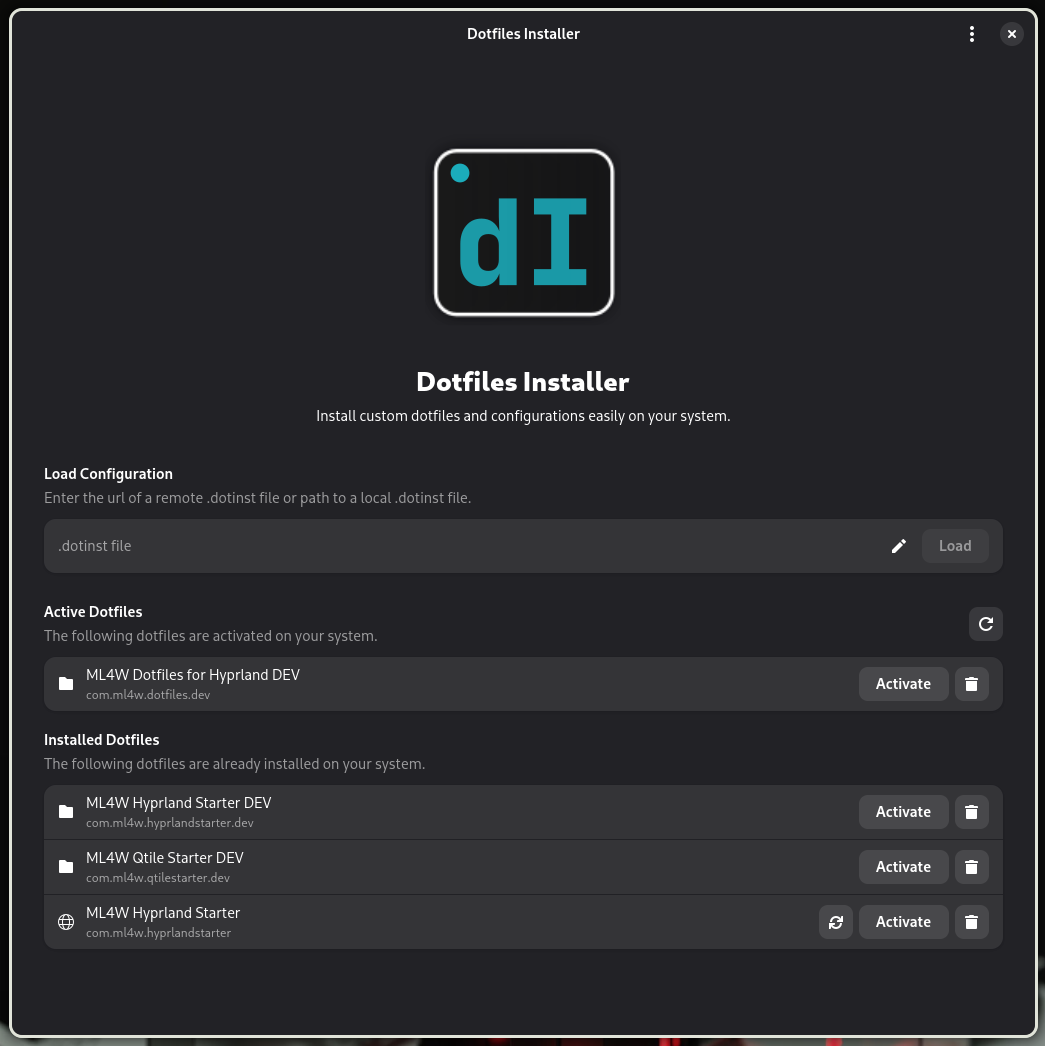 Dotfiles Installer
dI
Dotfiles Installer
Install custom dotfiles and configurations easily on your system.
Load Configuration
Enter the url of a remote .dotinst file or path to a local .dotinst file.
.dotinst file
Load
Active Dotfiles
The following dotfiles are activated on your system.
ML4W Dotfiles for Hyprland DEV
com.ml4w.dotfiles.dev
Activate
Installed Dotfiles
The following dotfiles are already installed on your system.
ML4W Hyprland Starter DEV
com.ml4w.hyprlandstarter.dev
Activate
ML4W Qtile Starter DEV
com.ml4w.qtilestarter.dev
Activate
ML4W Hyprland Starter
com.ml4w.hyprlandstarter
Activate